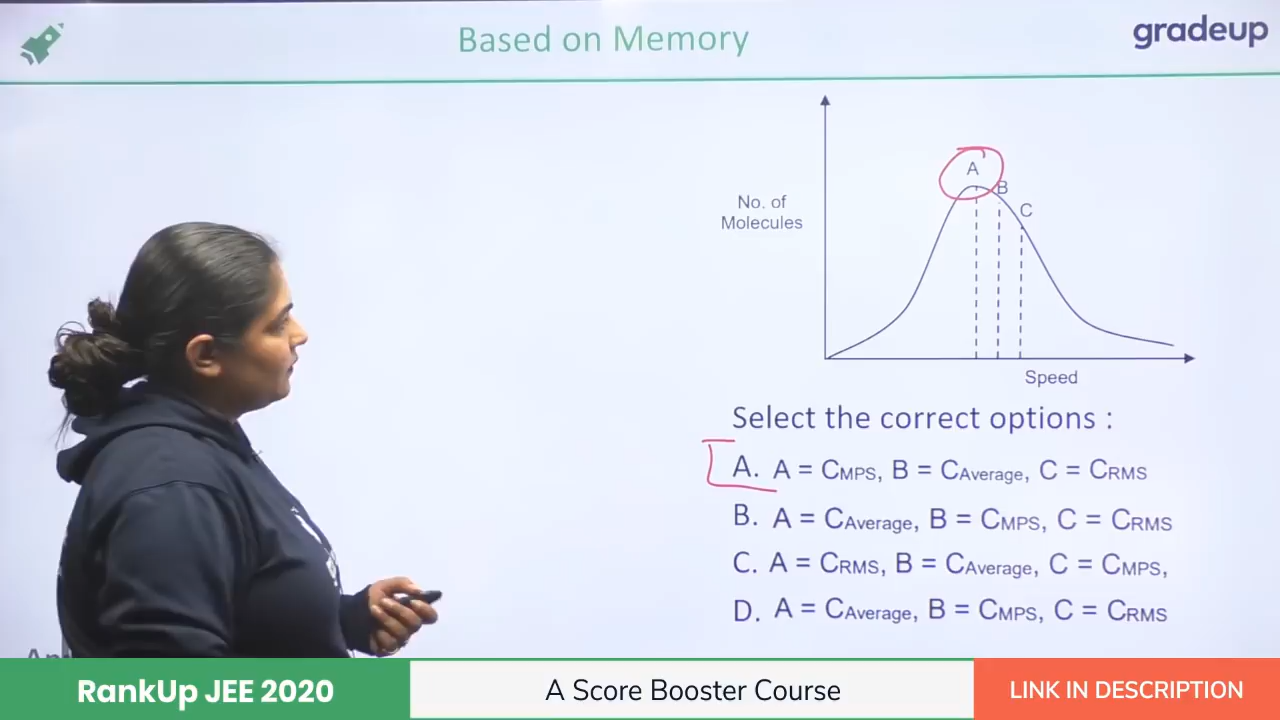 Based on Memory
gradeup
A
B
C
No. of
Molecules
Speed
Select the correct options :
A. A = CMPS, B = CAverage, C = CRMS
B. A = CAverage, B = CMPS, C = CRMS
C. A = CRMS, B = CAverage, C = CMPS,
D. A = CAverage, B = CMPS, C = CRMS
RankUp JEE 2020
A Score Booster Course
LINK IN DESCRIPTION